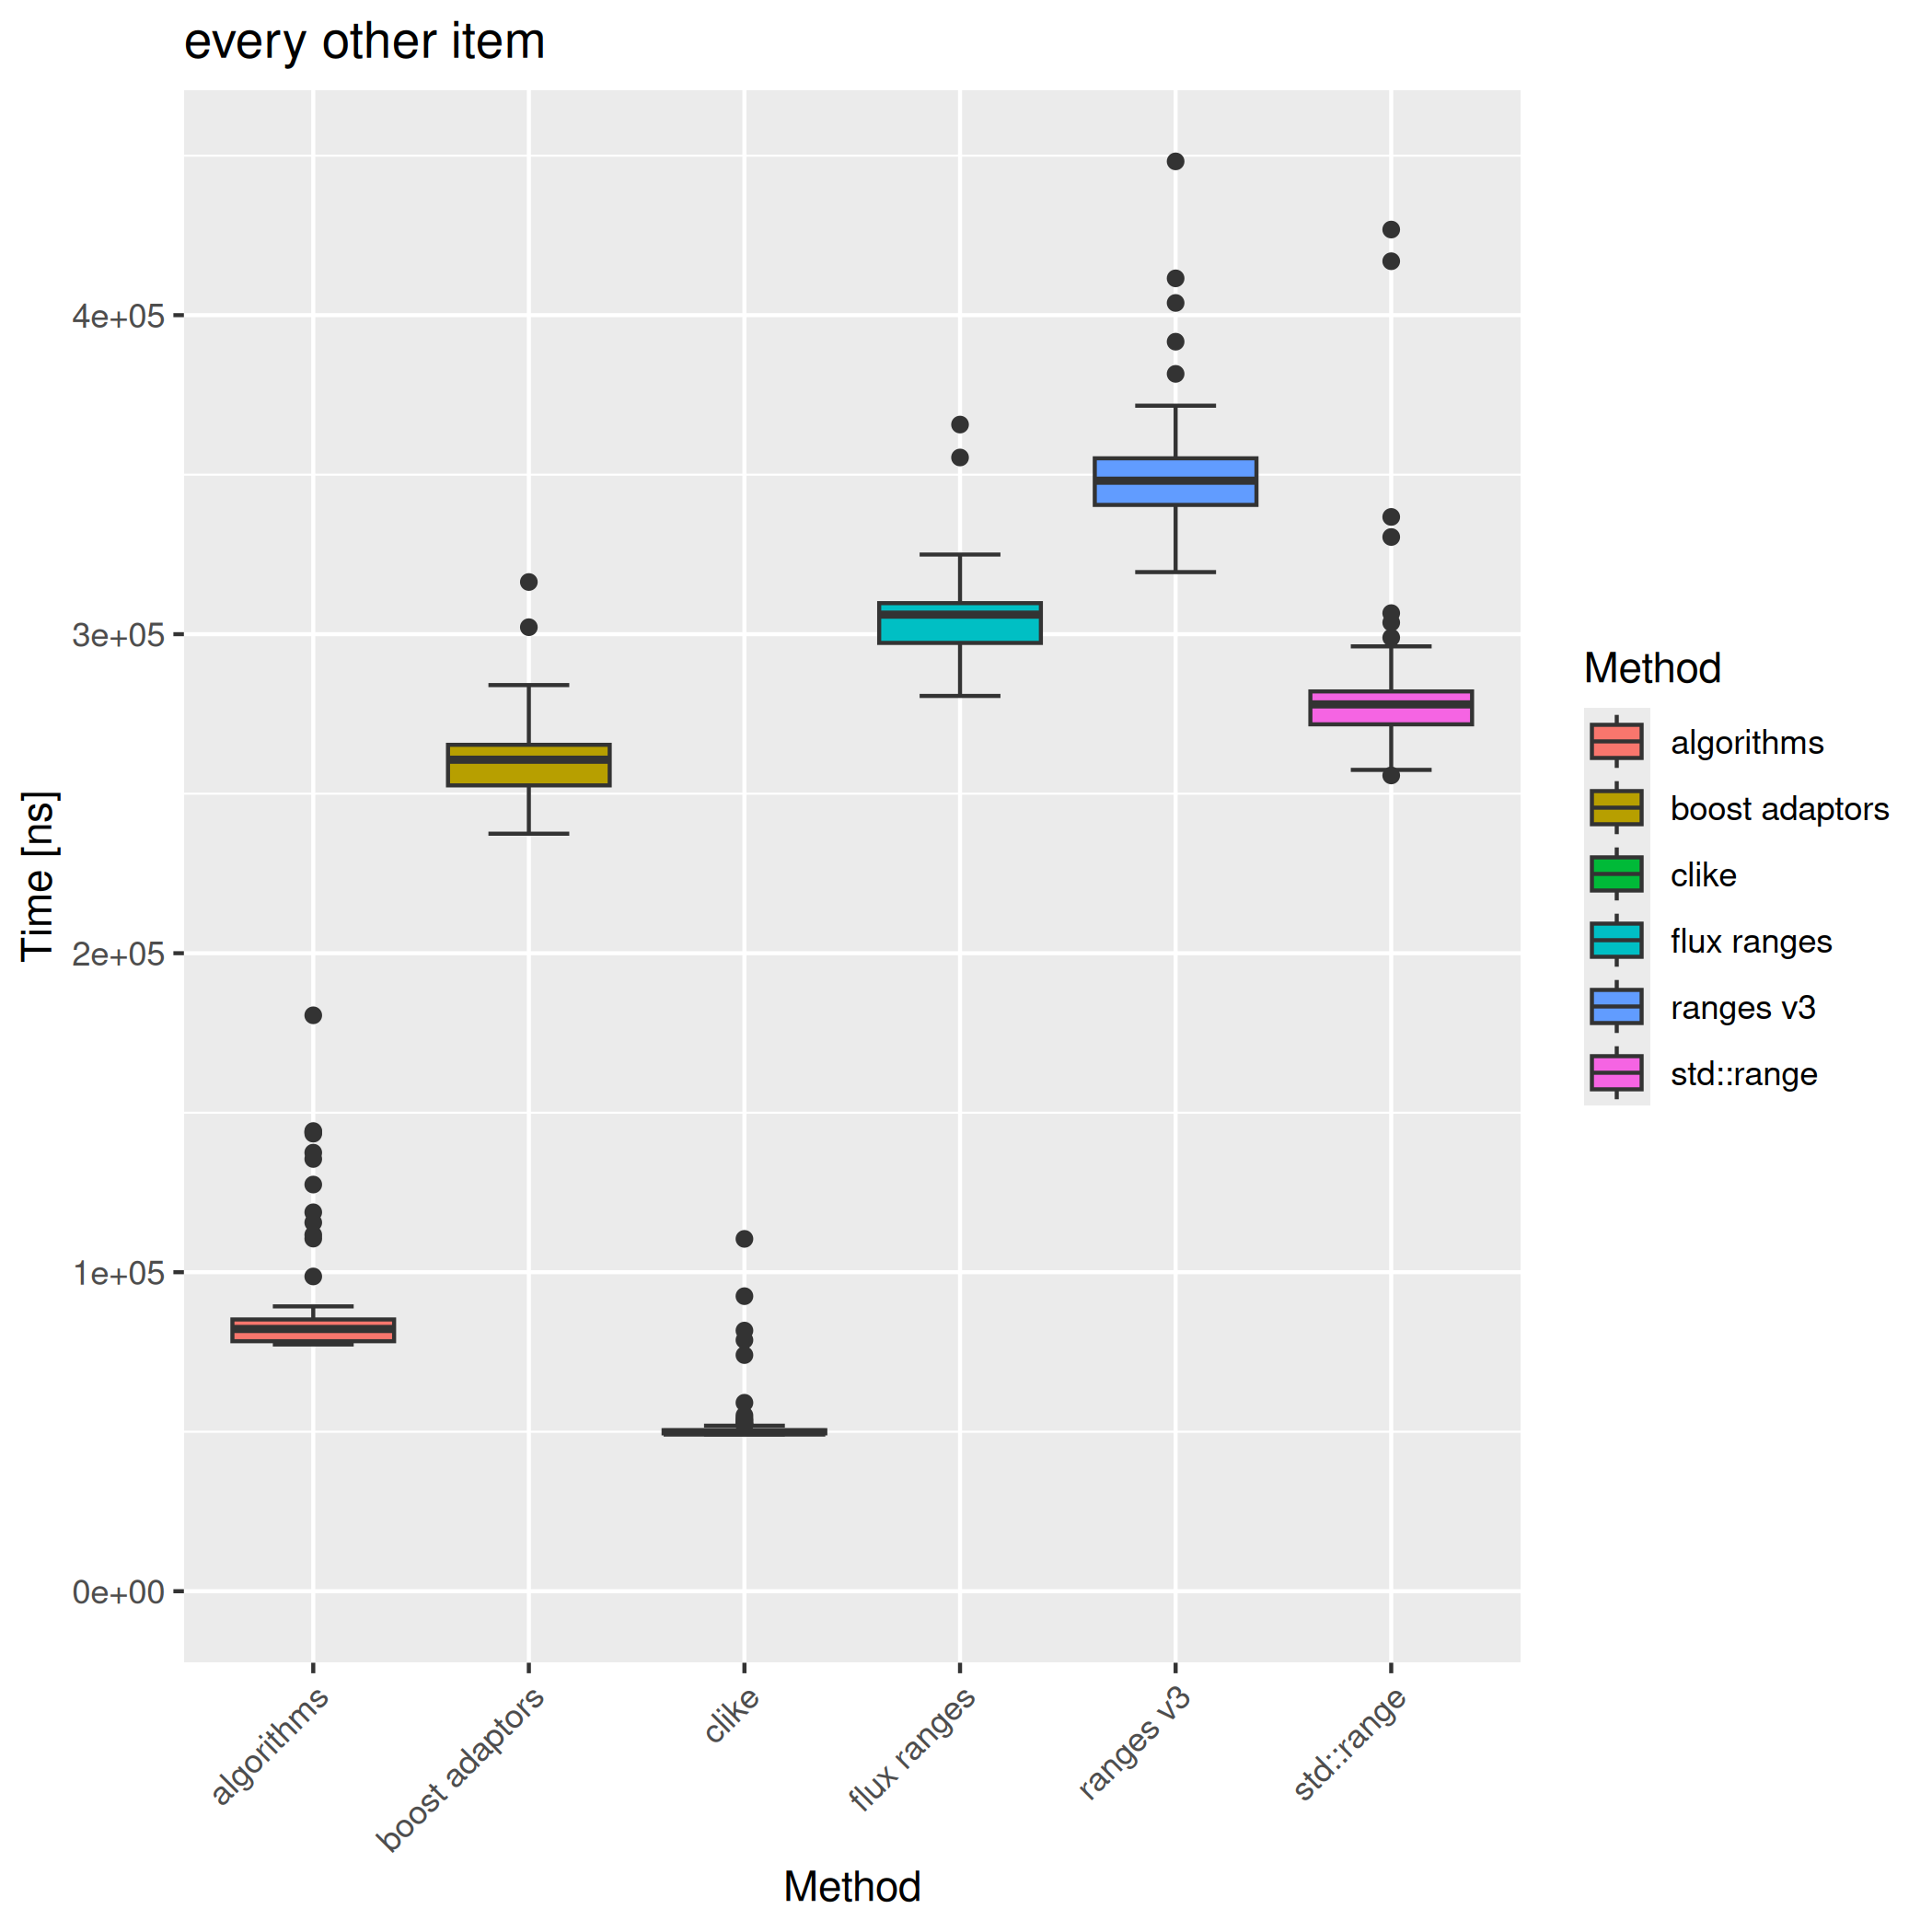 every other item
Time [ns]
4e+05
3e+05
2e+05
1e+05
0e+00
algorithms
boost adaptors
clike
flux ranges
ranges v3
std::range
Method
Method
algorithms
boost adaptors
clike
flux ranges
ranges v3
std::range